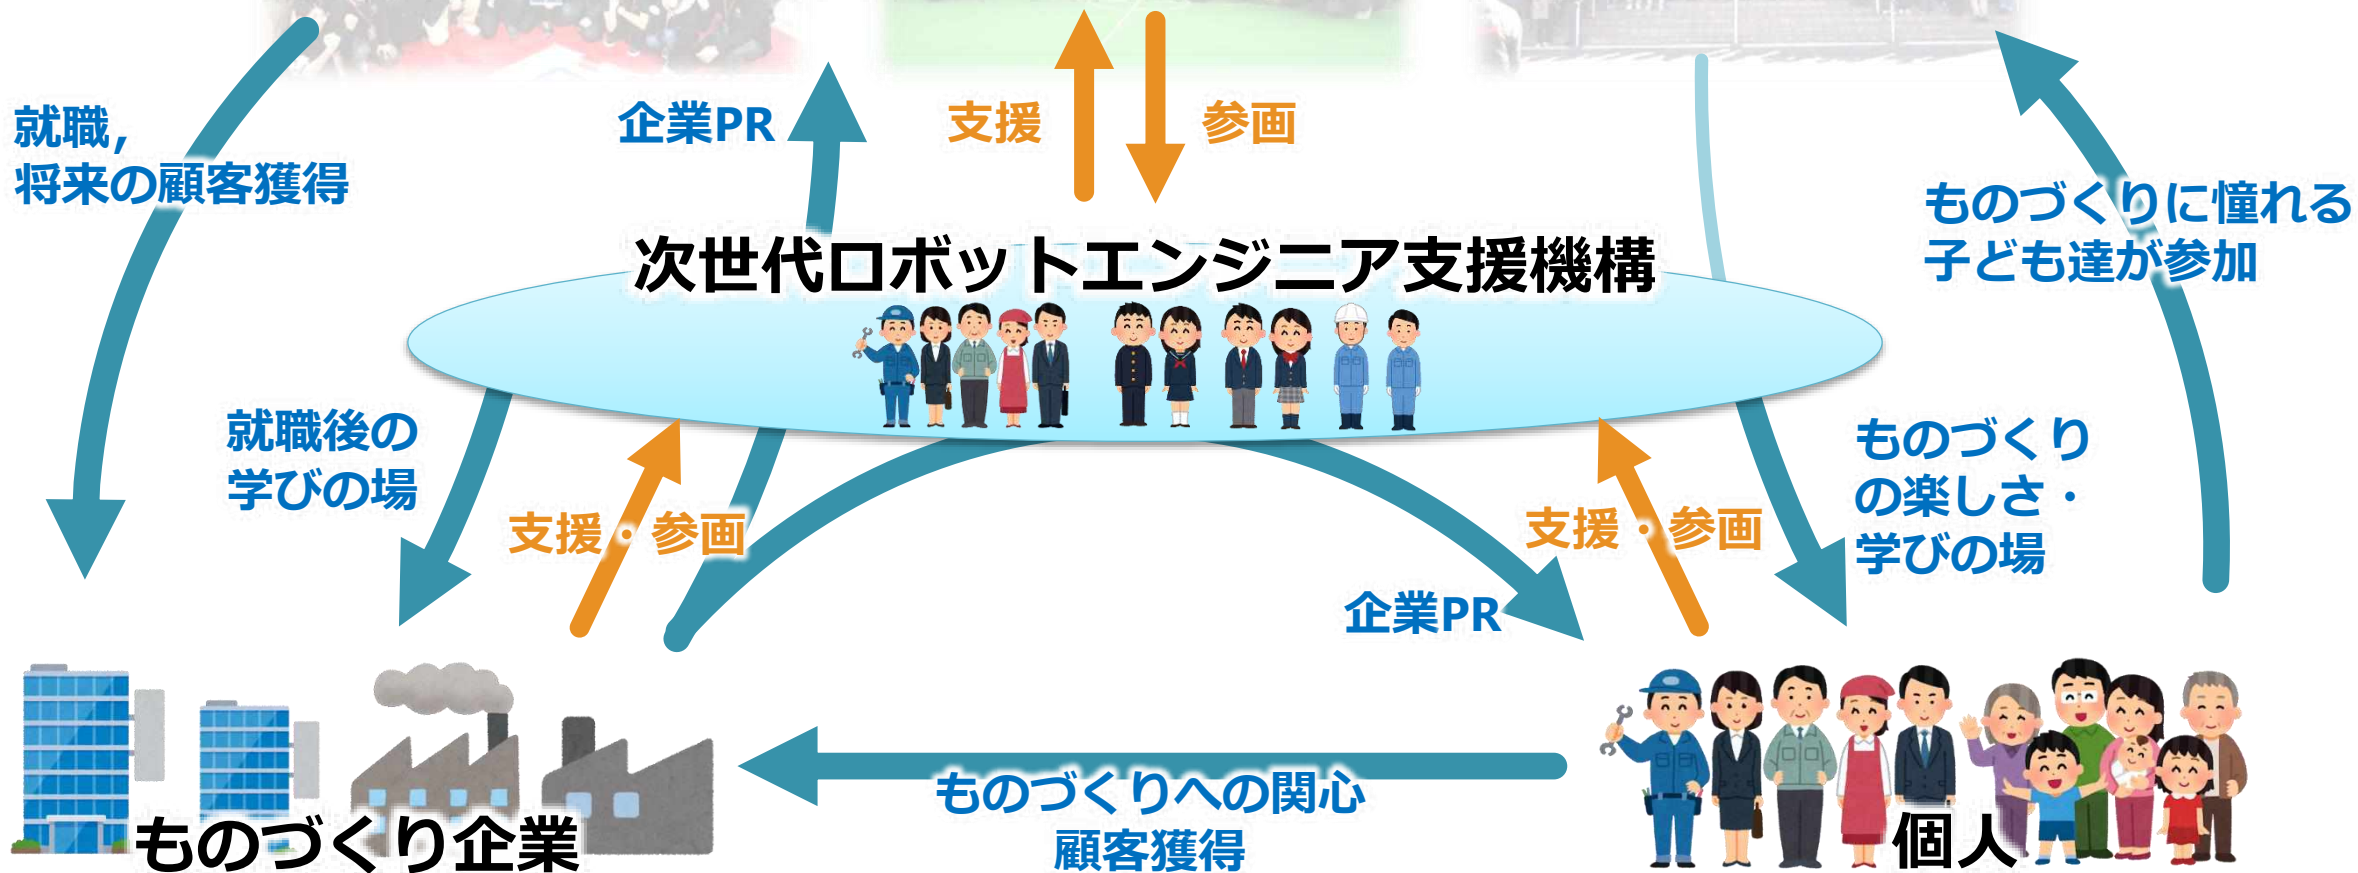 就職，
将来の顧客獲得
企業PR
支援
参画
ものづくりに憧れる
子ども達が参加
次世代ロボットエンジニア支援機構
就職後の
学びの場
支援・参画
支援・参画
ものづくり
の楽しさ・
学びの場
企業PR
ものづくりへの関心
顧客獲得
ものづくり企業
個人